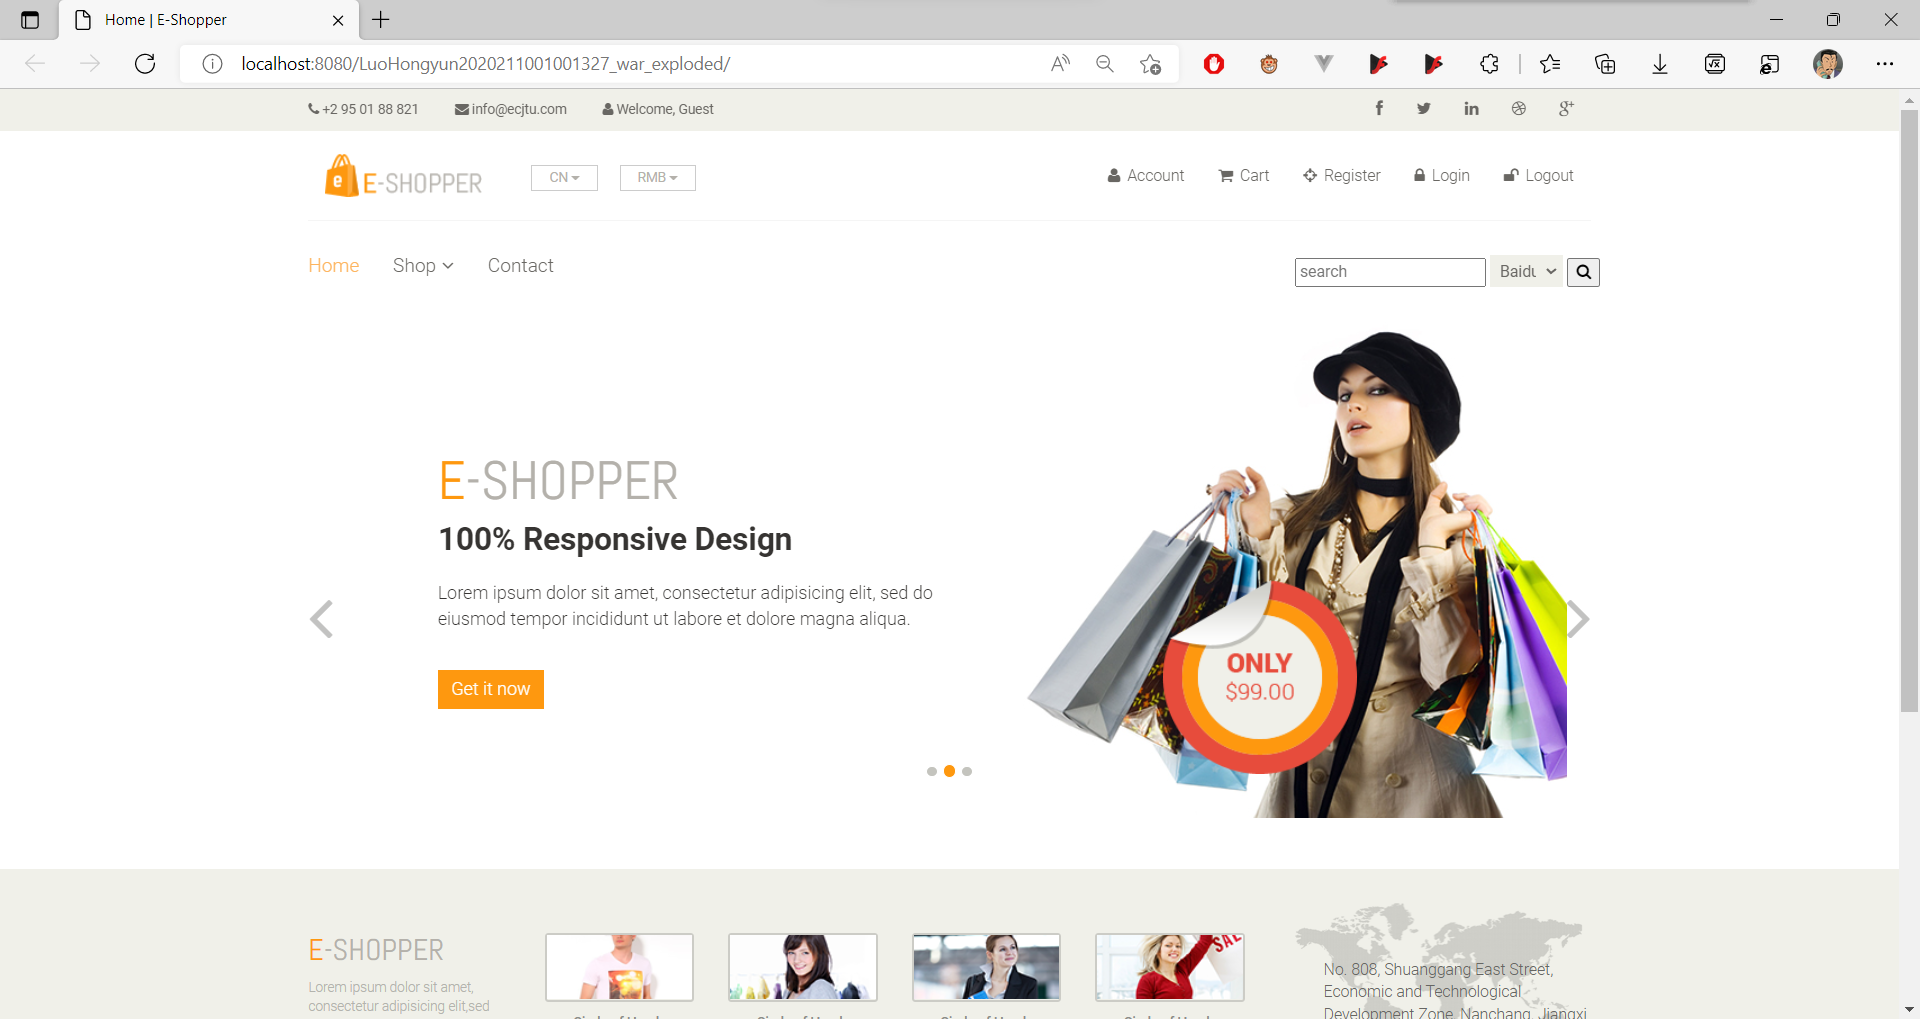 Home | E-Shopper
localhost:8080/LuoHongyun2020211001001327_war_exploded/
+2 95 01 88 821
info@ecjtu.com
Welcome, Guest
E-SHOPPER
CN
RMB
Account
Cart
Register
Login
Logout
Home
Shop
Contact
search
Baidu
E-SHOPPER
100% Responsive Design
Lorem ipsum dolor sit amet, consectetur adipisicing elit, sed do
eiusmod tempor incididunt ut labore et dolore magna aliqua.
Get it now
ONLY
$99.00
E-SHOPPER
Lorem ipsum dolor sit amet,
consectetur adipisicing elit,sed
SAL
No. 808, Shuanggang East Street,
Economic and Technological
Development Zone, Nanchang, Jiangxi